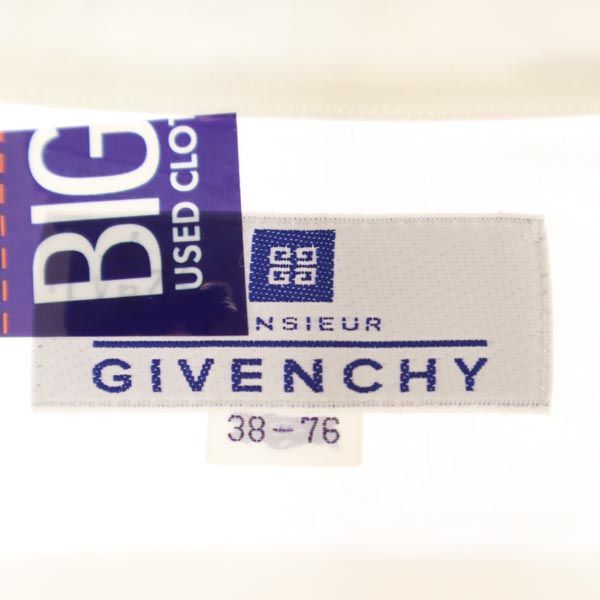 BIG
USED CLOT
NSIEUR
GIVENCHY
38-76